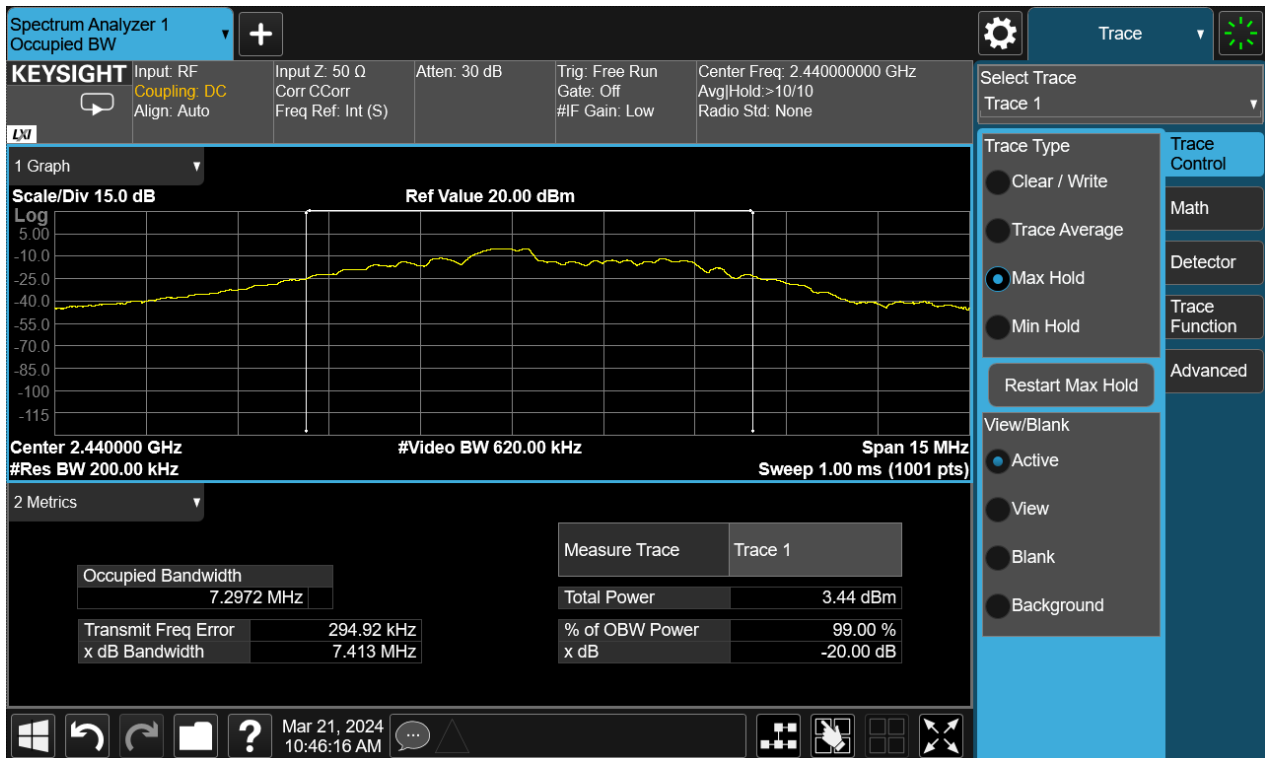 Spectrum Analyzer 1
Occupied BW
+
Trace
KEYSIGHT
LXI
Input: RF
Coupling: DC
Align: Auto
Input Z: 50 Ω
Corr CCorr
Freq Ref: Int (S)
Atten: 30 dB
Trig: Free Run
Gate: Off
#IF Gain: Low
Center Freq: 2.440000000 GHz
Avg|Hold:>10/10
Radio Std: None
1 Graph
Scale/Div 15.0 dB
Ref Value 20.00 dBm
Log
5.00
-10.0
-25.0
-40.0
-55.0
-70.0
-85.0
-100
-115
Center 2.440000 GHz
#Video BW 620.00 kHz
Span 15 MHz
#Res BW 200.00 kHz
Sweep 1.00 ms (1001 pts)
2 Metrics
Measure Trace Trace 1
Occupied Bandwidth
7.2972 MHz
Total Power 3.44 dBm
Transmit Freq Error 294.92 kHz
% of OBW Power 99.00 %
x dB Bandwidth 7.413 MHz
x dB -20.00 dB
?
Mar 21, 2024
10:46:16 AM
Select Trace
Trace 1
Trace Type
Clear / Write
Trace Average
Max Hold
Min Hold
Restart Max Hold
View/Blank
Active
View
Blank
Background
Trace
Control
Math
Detector
Trace
Function
Advanced